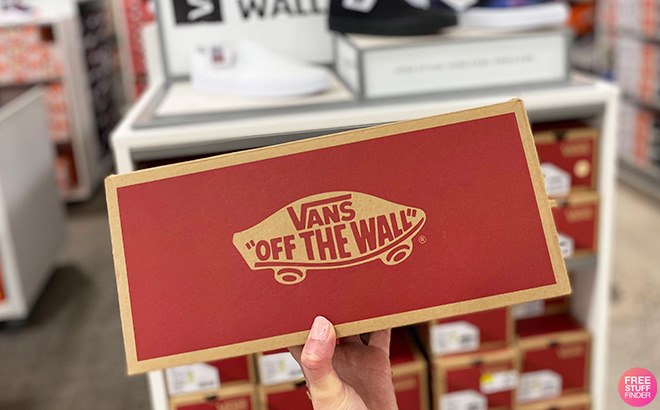 WALL
VANS
"OFF THE WALL"
®
FREE
STUFF
FINDER